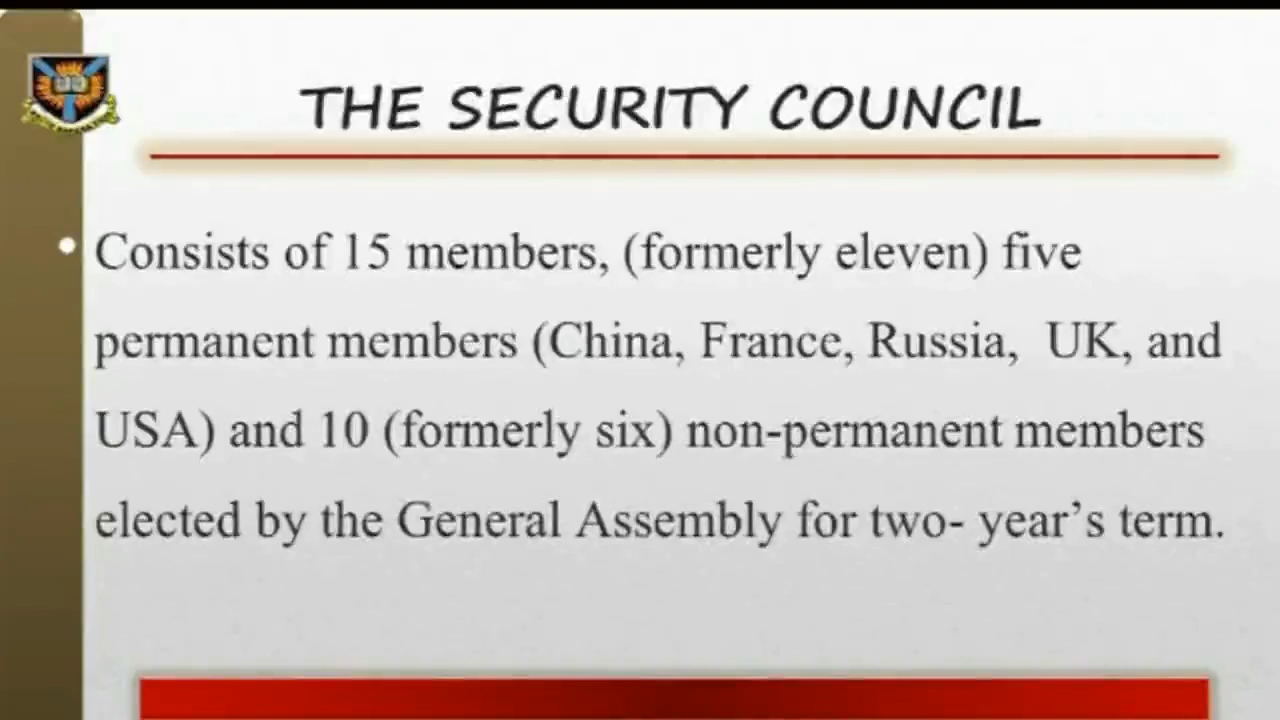 THE SECURITY COUNCIL
• Consists of 15 members, (formerly eleven) five
permanent members (China, France, Russia, UK, and
USA) and 10 (formerly six) non-permanent members
elected by the General Assembly for two- year’s term.